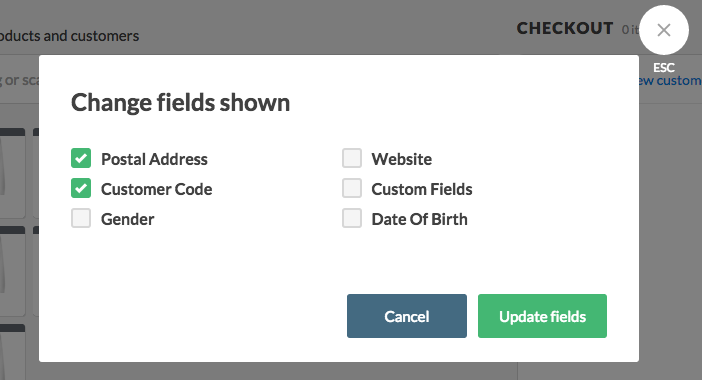 oducts and customers
CHECKOUT 0 it
ESC
g or sca
ew custom
Change fields shown
Postal Address
Website
Customer Code
Custom Fields
Gender
Date Of Birth
Cancel
Update fields